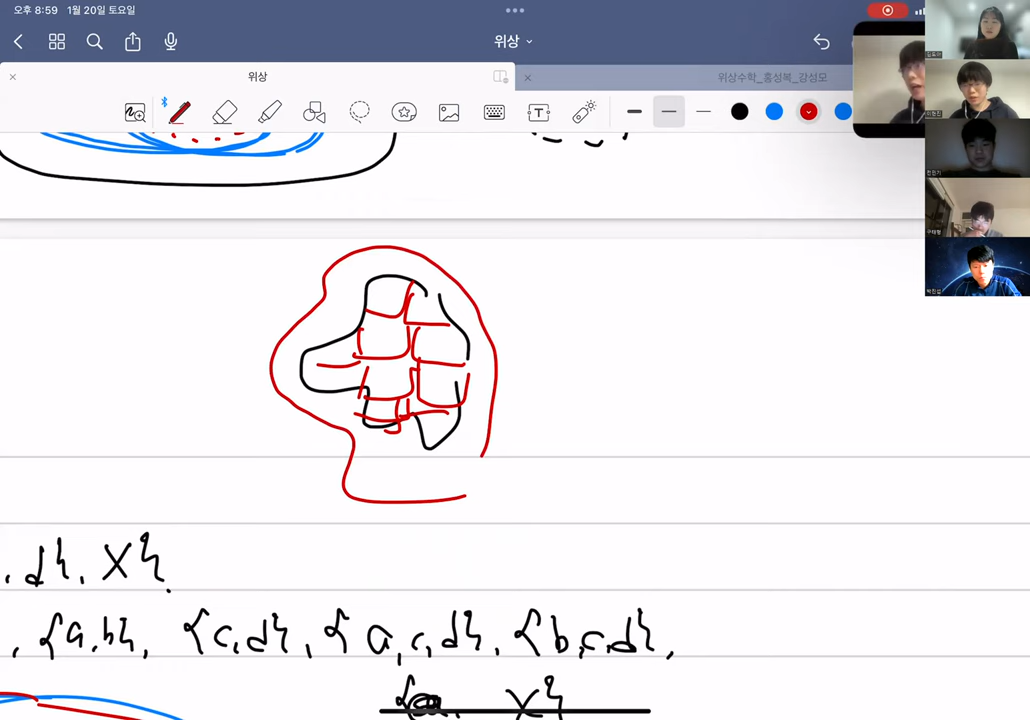 오후 8:59 1월 20일 토요일
위상
위상
위상수학_홍성복_강성모
T
. d}, X}.
, {a,b}, {c,d}, {a,c,d}, {b,c,d},
X}